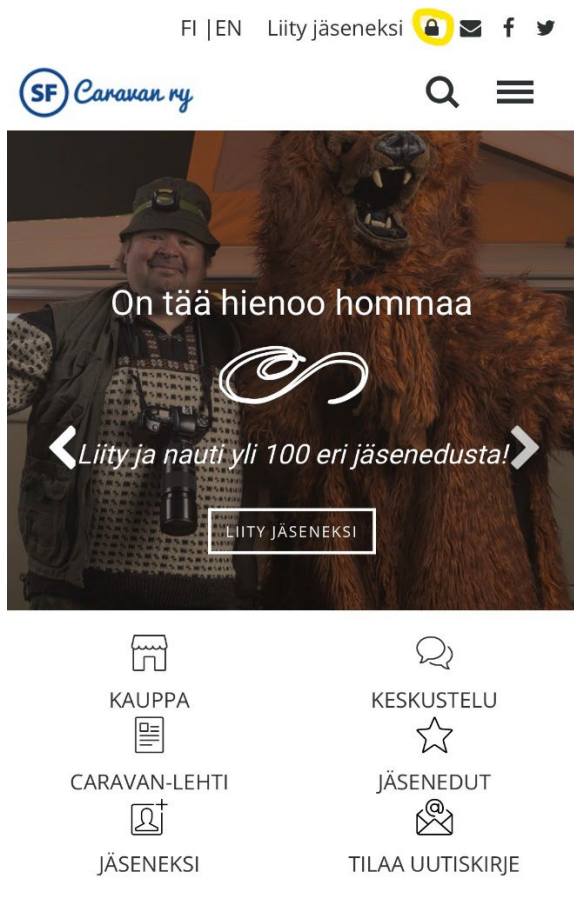 FI | EN Liity jäseneksi
SF Caravan ry
On tää hienoo hommaa
Liity ja nauti yli 100 eri jäsenedusta!
LIITY JÄSENEKSI
KAUPPA KESKUSTELU
CARAVAN-LEHTI JÄSENEDUT
JÄSENEKSI TILAA UUTISKIRJE